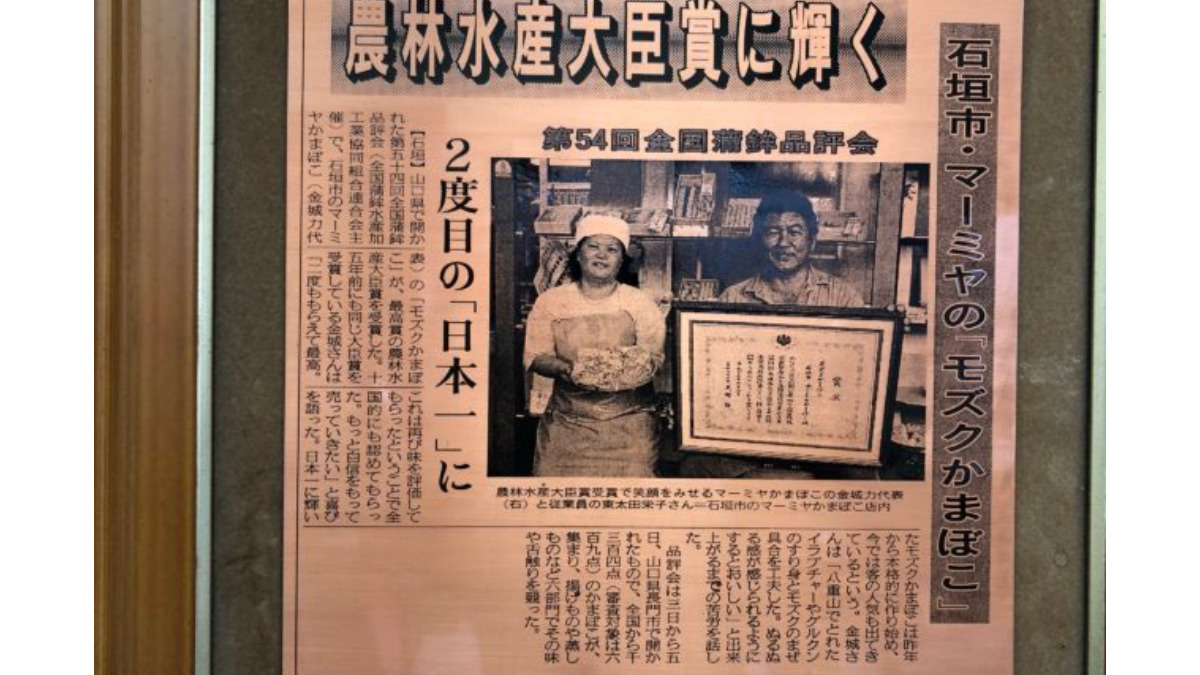 農林水産大臣賞に輝く
石垣市・マーミヤの「モズクかまぼこ」
第54回全国蒲鉾品評会
2度目の「日本一」に
【石垣】山口県で開か
れた第五十四回全国蒲鉾
品評会（全国蒲鉾水産加
工業協同組合連合会主
催）で、石垣市のマーミ
ヤかまぼこ（金城力代
表）の「モズクかまぼ
こ」が、最高賞の農林水
産大臣賞を受賞した。十
五年前にも同じ大臣賞を
受賞している金城さんは
「二度ももらえて最高。
これは再び味を評価して
もらったということで全
国的にも認めてもらっ
た。もっと自信をもって
売っていきたい」と喜び
を語った。日本一に輝い
たモズクかまぼこは昨年
から本格的に作り始め、
今では客の人気も出てき
ているという。金城さ
んは「八重山でとれた
イラブチャーやグルクン
のすり身とモズクのまぜ
具合を工夫した。ぬるぬ
る感が感じられるように
するとおいしい」と出来
上がるまでの苦労を話し
た。
品評会は三日から五
日、山口県長門市で開か
れたもので、全国から千
三百四点（審査対象は六
百九点）のかまぼこが、
集まり、揚げものや蒸し
ものなど六部門でその味
や舌触りを競った。
農林水産大臣賞受賞で笑顔をみせるマーミヤかまぼこの金城力代表
（右）と従業員の東太田栄子さん＝石垣市のマーミヤかまぼこ店内
賞状